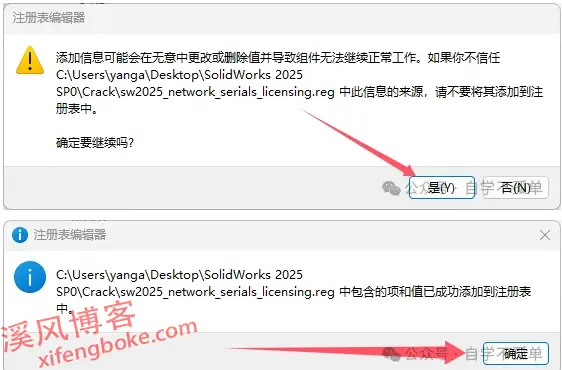 注册表编辑器
添加信息可能会在无意中更改或删除值并导致组件无法继续正常工作。如果你不信任
C:\Users\yanga\Desktop\SolidWorks 2025
SP0\Crack\sw2025_network_serials_licensing.reg 中此信息的来源，请不要将其添加到注
册表中。
确定要继续吗?
是(Y)
否(N)
公众号·自学不孤单
注册表编辑器
C:\Users\yanga\Desktop\SolidWorks 2025
SP0\Crack\sw2025_network_serials_licensing.reg 中包含的项和值已成功添加到注册表
中。
溪风博客
xifengboke.com
确定
公众号·自学不孤单